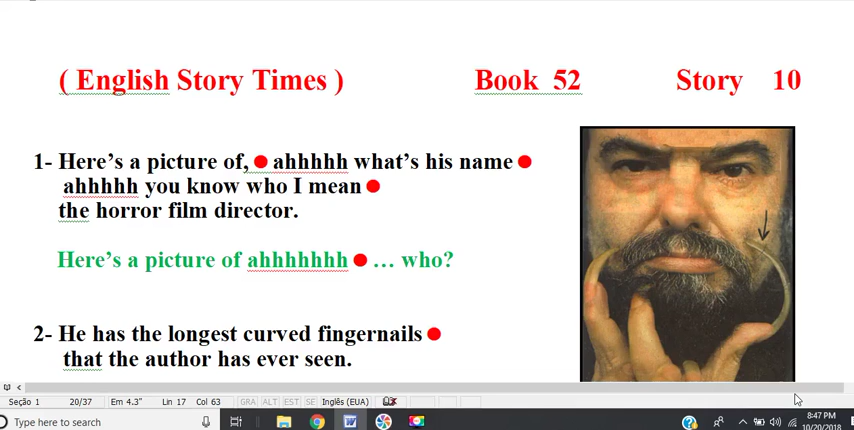 ( English Story Times ) Book 52 Story 10
1- Here's a picture of, ahhhhh what's his name
ahhhhh you know who I mean
the horror film director.
Here's a picture of ahhhhhhh … who?
2- He has the longest curved fingernails
that the author has ever seen.
Seção 1 20/37 Em 4.3" Lin 17 Col 63 GRA ALT EST SE Inglês (EUA)
Type here to search 8:47 PM
10/20/2018